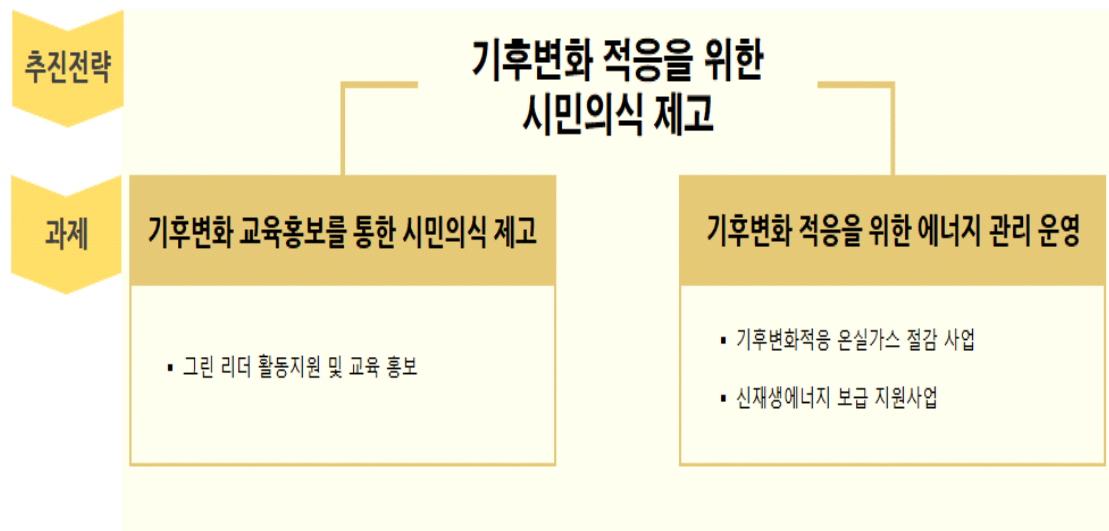 추진전략
기후변화 적응을 위한
시민의식 제고
과제
기후변화 교육홍보를 통한 시민의식 제고
기후변화 적응을 위한 에너지 관리 운영
▪ 그린 리더 활동지원 및 교육 홍보
▪ 기후변화적응 온실가스 절감 사업
▪ 신재생에너지 보급 지원사업